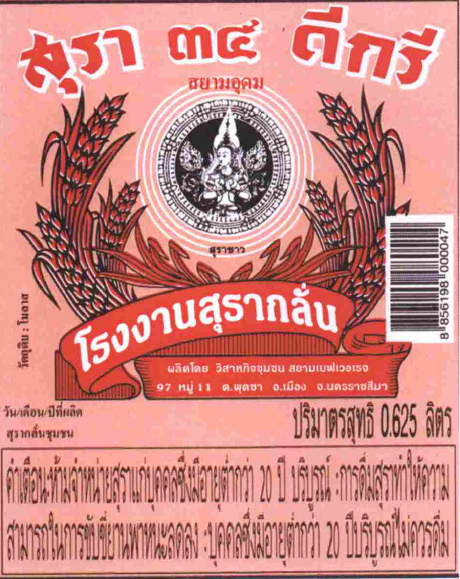 สุรา ๓๔ ดีกรี
สยามอุดม
สุราขาว
วัตถุดิบ : โมลาส
โรงงานสุรากลั่น
ผลิตโดย วิสาหกิจชุมชน สยามเบฟเวอเรจ
97 หมู่ 11 ต.พุดซา อ.เมือง จ.นครราชสีมา
8 856198 000047
วัน/เดือน/ปีที่ผลิต
สุรากลั่นชุมชน
ปริมาตรสุทธิ 0.625 ลิตร
คำเตือน:ห้ามจำหน่ายสุราแก่บุคคลซึ่งมีอายุต่ำกว่า 20 ปี บริบูรณ์ :การดื่มสุราทำให้ความ
สามารถในการขับขี่ยานพาหนะลดลง :บุคคลซึ่งมีอายุต่ำกว่า 20 ปีบริบูรณ์ไม่ควรดื่ม